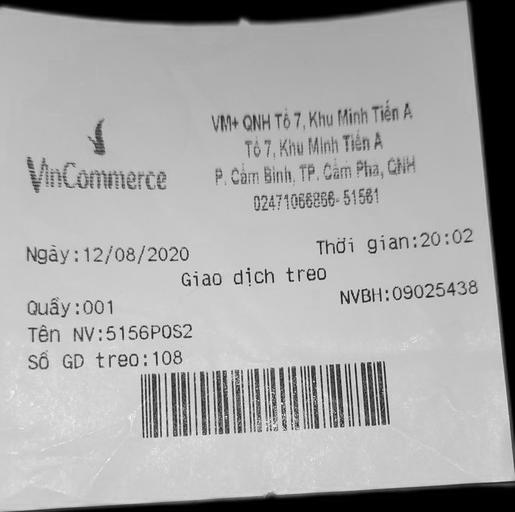 VinCommerce
VM+ QNH Tổ 7, Khu Minh Tiến A
Tổ 7, Khu Minh Tiến A
P. Cẩm Bình, TP. Cẩm Phả, QNH
02471066866-51561
Ngày:12/08/2020 Thời gian:20:02
Giao dịch treo
Quầy:001 NVBH:09025438
Tên NV:5156POS2
Số GD treo:108